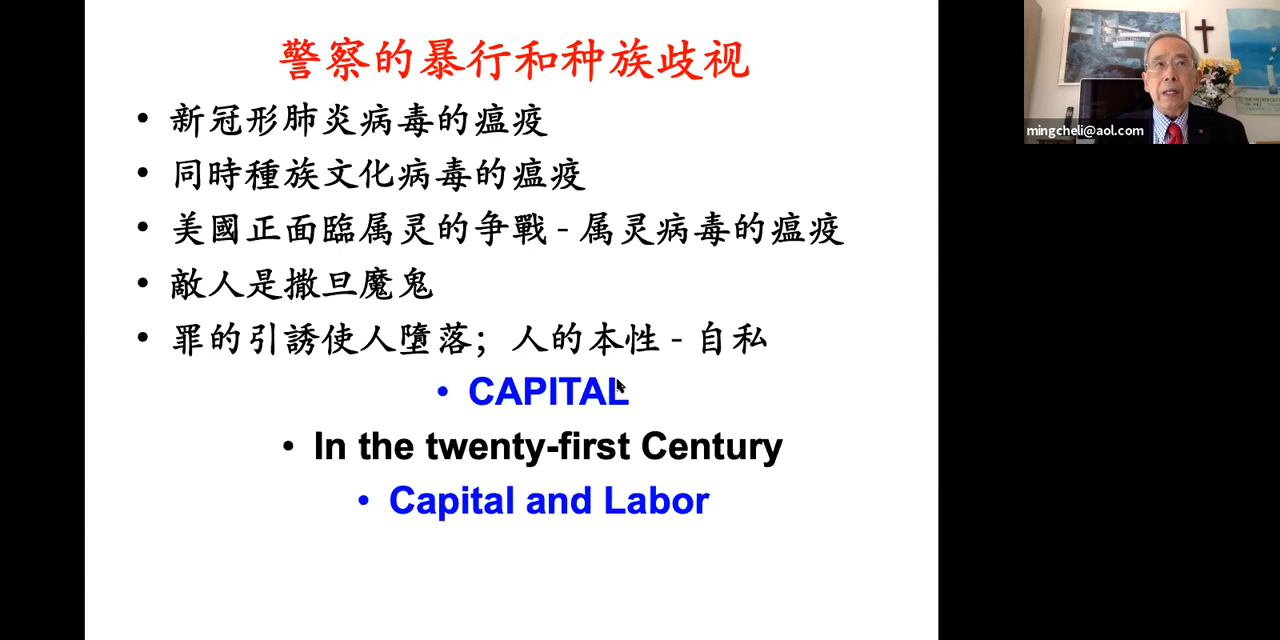 警察的暴行和种族歧视
• 新冠形肺炎病毒的瘟疫
• 同時種族文化病毒的瘟疫
• 美國正面臨属灵的争戰 - 属灵病毒的瘟疫
• 敵人是撒旦魔鬼
• 罪的引誘使人墮落；人的本性 - 自私
• CAPITAL
• In the twenty-first Century
• Capital and Labor
mingcheli@aol.com